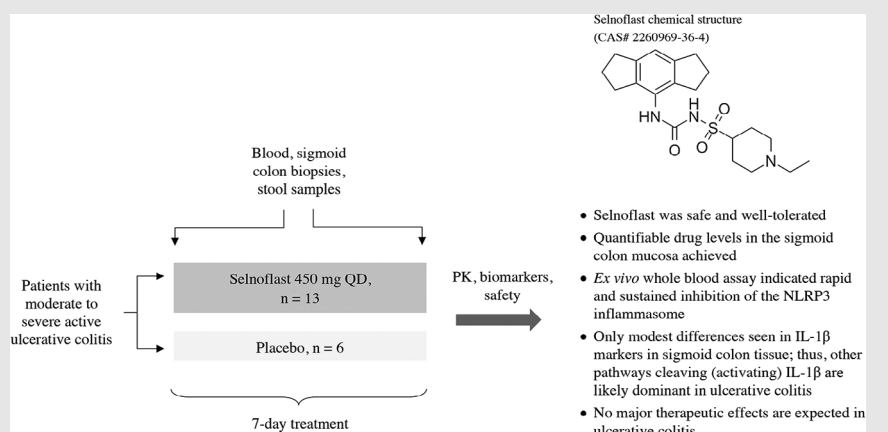 Selnoflast chemical structure
(CAS# 2260969-36-4)
HN
H
N
O
S
O
O
N
Blood, sigmoid
colon biopsies,
stool samples
Patients with
moderate to
severe active
ulcerative colitis
Selnoflast 450 mg QD,
n = 13
Placebo, n = 6
7-day treatment
PK, biomarkers,
safety
• Selnoflast was safe and well-tolerated
• Quantifiable drug levels in the sigmoid
colon mucosa achieved
• Ex vivo whole blood assay indicated rapid
and sustained inhibition of the NLRP3
inflammasome
• Only modest differences seen in IL-1β
markers in sigmoid colon tissue; thus, other
pathways cleaving (activating) IL-1β are
likely dominant in ulcerative colitis
• No major therapeutic effects are expected in
ulcerative colitis